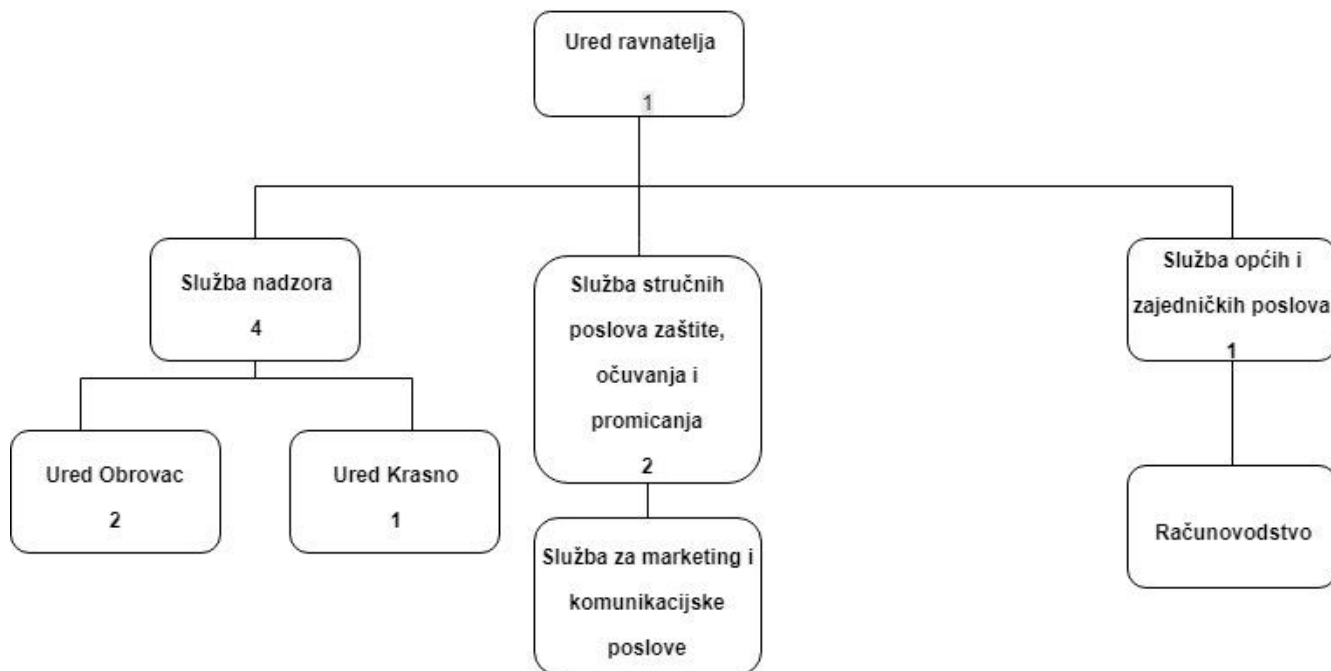 Ured ravnatelja
1
Služba nadzora
4
Služba stručnih
poslova zaštite,
očuvanja i
promicanja
2
Služba općih i
zajedničkih poslova
1
Ured Obrovac
2
Ured Krasno
1
Služba za marketing i
komunikacijske
poslove
Računovodstvo